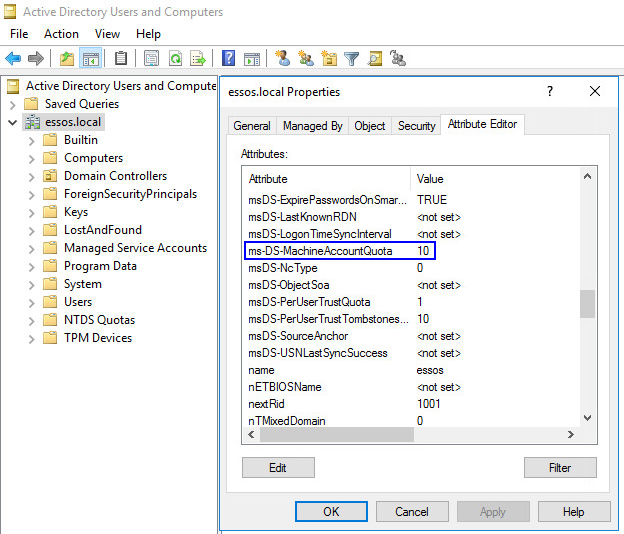 Active Directory Users and Computers
File Action View Help
Active Directory Users and Compute
Saved Queries
essos.local
Builtin
Computers
Domain Controllers
ForeignSecurityPrincipals
Keys
LostAndFound
Managed Service Accounts
Program Data
System
Users
NTDS Quotas
TPM Devices
essos.local Properties
General Managed By Object Security Attribute Editor
Attributes:
Attribute Value
msDS-ExpirePasswordsOnSmar... TRUE
msDS-LastKnownRDN <not set>
msDS-LogonTimeSyncInterval <not set>
ms-DS-MachineAccountQuota 10
msDS-NcType 0
msDS-ObjectSoa <not set>
msDS-PerUserTrustQuota 1
msDS-PerUserTrustTombstones... 10
msDS-SourceAnchor <not set>
msDS-USNLastSyncSuccess <not set>
name essos
nETBIOSName <not set>
nextRid 1001
nTMixedDomain 0
Edit Filter
OK Cancel Apply Help